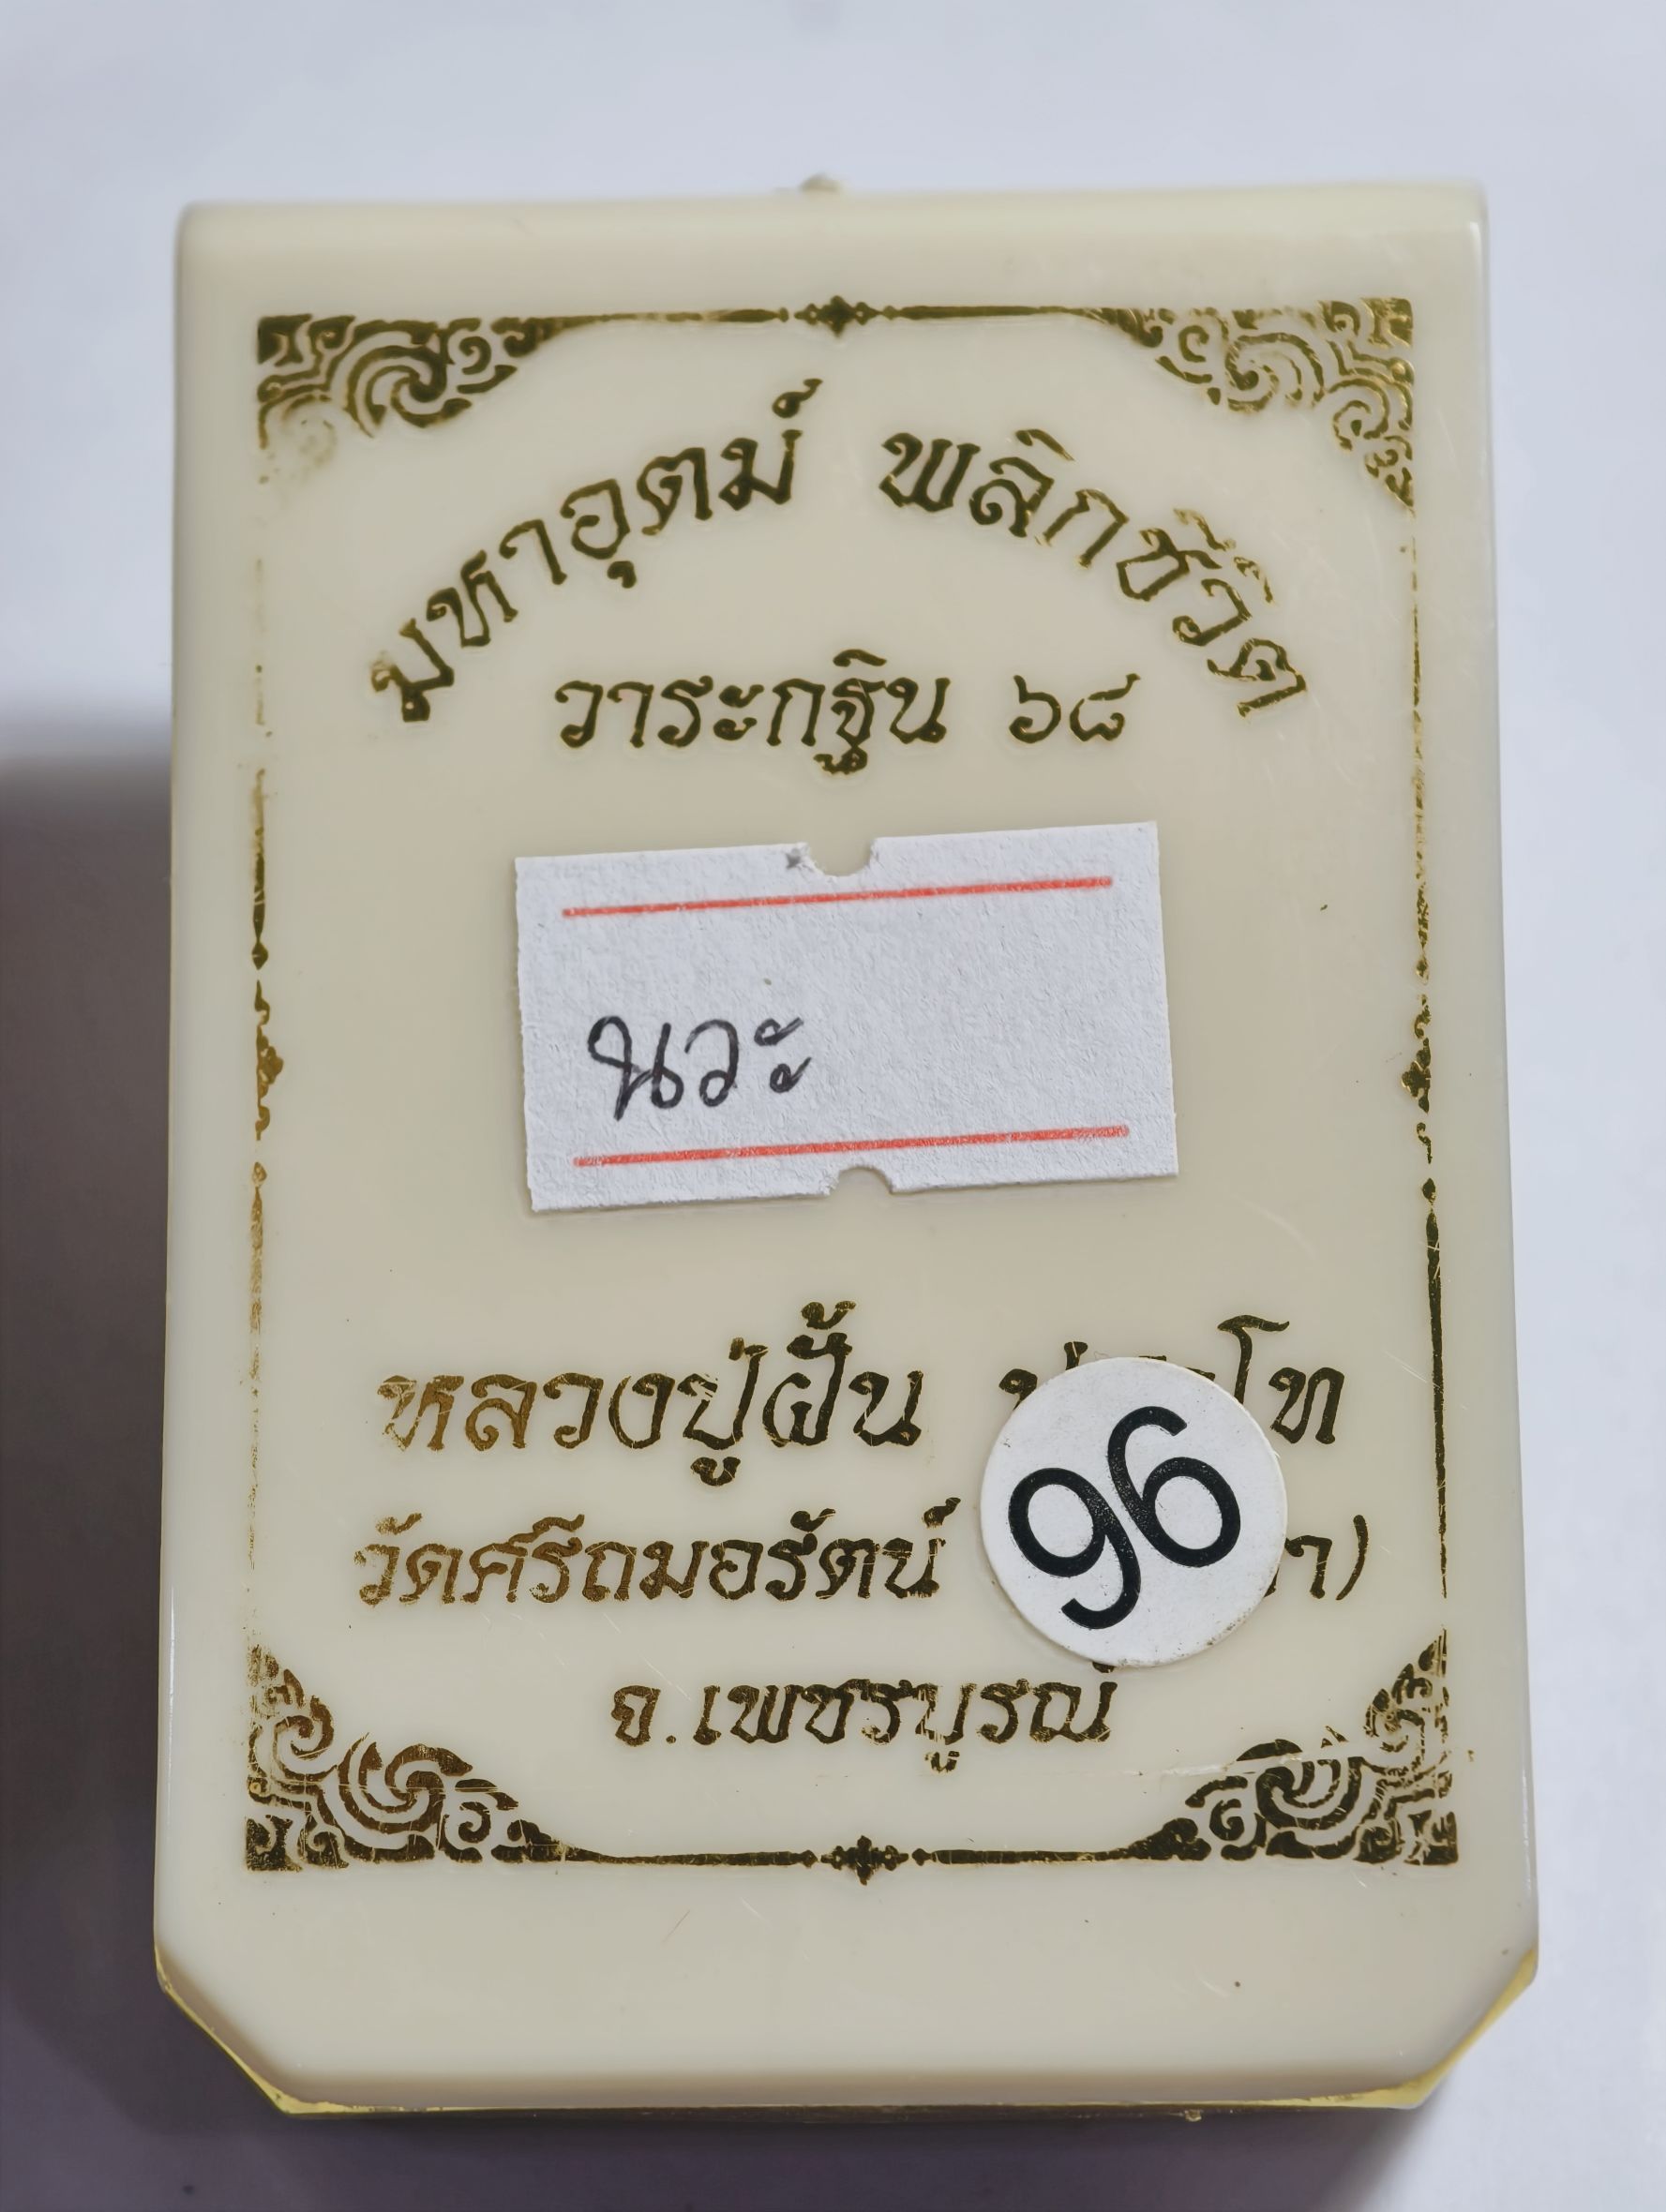 มหาอุตม์ พลิกชีวิต
วาระกฐิน ๖๘
นวะ
หลวงปู่ฝั้น
96
วัดศรีถมอรัตน์
จ.เพชรบูรณ์